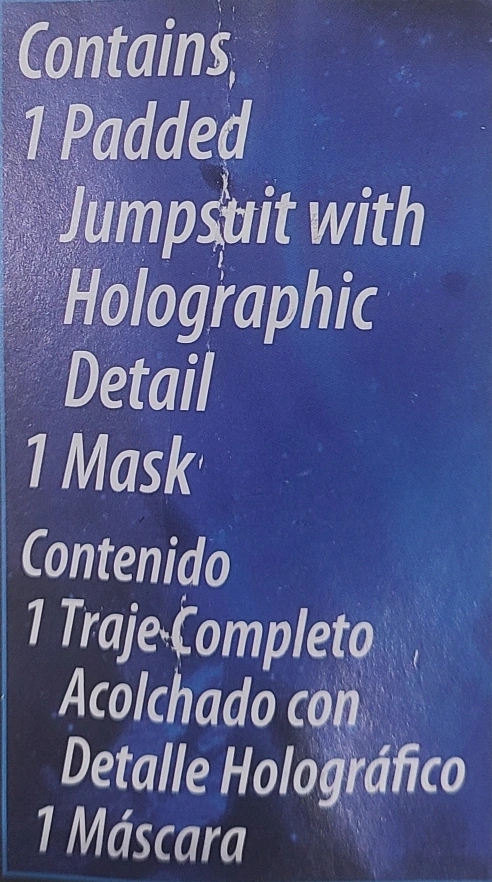 Contains
1 Padded
Jumpsuit with
Holographic
Detail
1 Mask
Contenido
1 Traje Completo
Acolchado con
Detalle Holográfico
1 Máscara